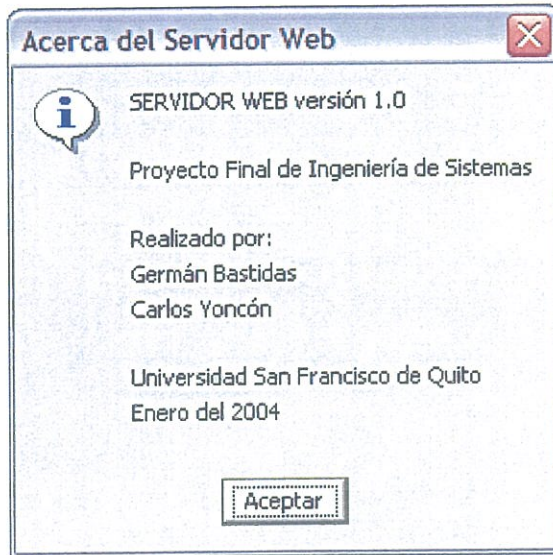 Acerca del Servidor Web
SERVIDOR WEB versión 1.0
Proyecto Final de Ingeniería de Sistemas
Realizado por:
Germán Bastidas
Carlos Yoncón
Universidad San Francisco de Quito
Enero del 2004
Aceptar